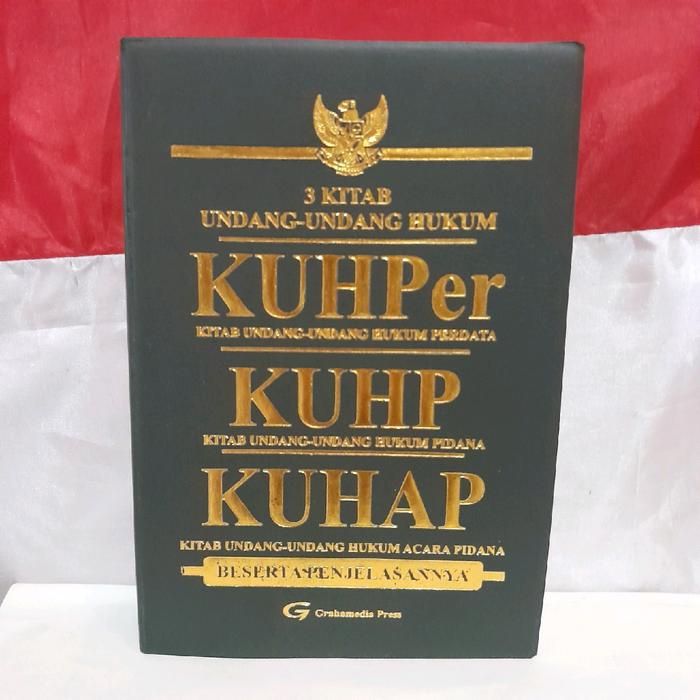 3 KITAB
UNDANG-UNDANG HUKUM
KUHPer
KITAB UNDANG-UNDANG HUKUM PERDATA
KUHP
KITAB UNDANG-UNDANG HUKUM PIDANA
KUHAP
KITAB UNDANG-UNDANG HUKUM ACARA PIDANA
BESERTA PENJELASANNYA
G Grahamedia Press